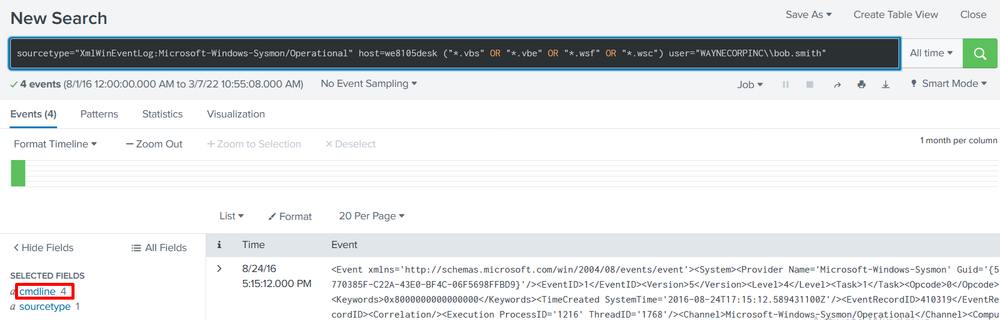 New Search
Save As
Create Table View
Close
sourcetype="XmlWinEventLog:Microsoft-Windows-Sysmon/Operational" host=we8105desk ("*.vbs" OR "*.vbe" OR "*.wsf" OR "*.wsc") user="WAYNECORPINC\\bob.smith"
All time
4 events (8/1/16 12:00:00.000 AM to 3/7/22 10:55:08.000 AM)
No Event Sampling
Job
Smart Mode
Events (4)
Patterns
Statistics
Visualization
Format Timeline
Zoom Out
Zoom to Selection
Deselect
1 month per column
List
Format
20 Per Page
Hide Fields
All Fields
i
Time
Event
SELECTED FIELDS
a cmdline 4
a sourcetype 1
8/24/16
5:15:12.000 PM
<Event xmlns='http://schemas.microsoft.com/win/2004/08/events/event'><System><Provider Name='Microsoft-Windows-Sysmon' Guid='{5
770385F-C22A-43E0-BF4C-06F5698FFBD9}'/><EventID>1</EventID><Version>5</Version><Level>4</Level><Task>1</Task><Opcode>0</Opcode>
<Keywords>0x8000000000000000</Keywords><TimeCreated SystemTime='2016-08-24T17:15:12.589431100Z'/><EventRecordID>410319</EventRe
cordID><Correlation/><Execution ProcessID='1216' ThreadID='1768'/><Channel>Microsoft-Windows-Sysmon/Operational</Channel><Compu